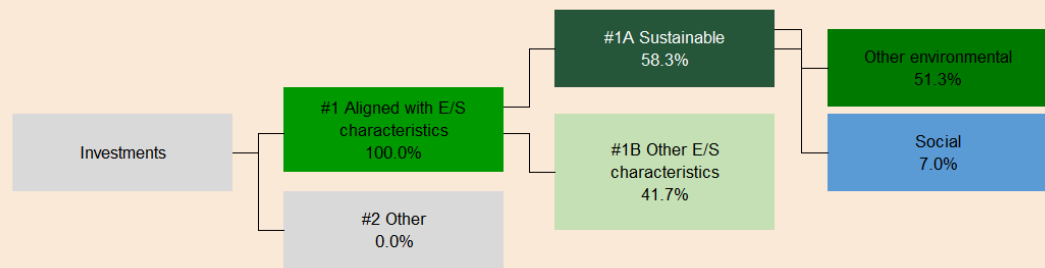 Investments
#1 Aligned with E/S
characteristics
100.0%
#2 Other
0.0%
#1A Sustainable
58.3%
#1B Other E/S
characteristics
41.7%
Other environmental
51.3%
Social
7.0%